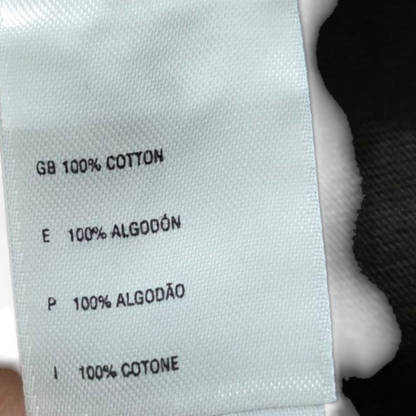 GB 100% COTTON
E 100% ALGODÓN
P 100% ALGODÃO
I 100% COTONE